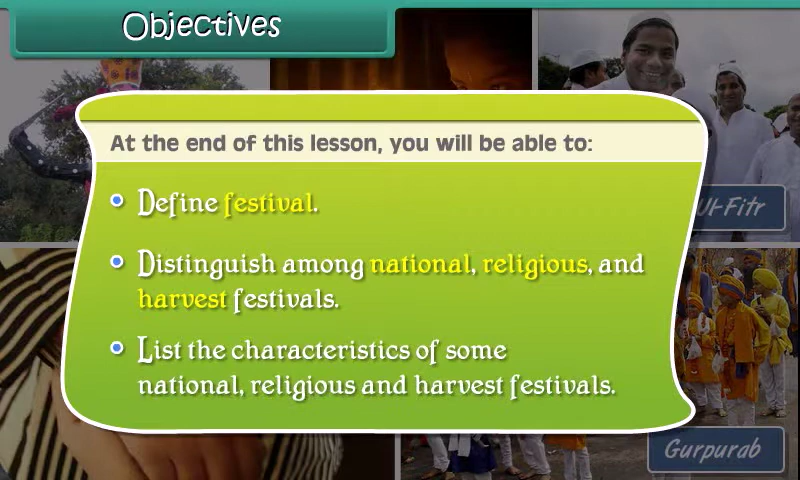 Objectives
At the end of this lesson, you will be able to:
Define festival.
Distinguish among national, religious, and
harvest festivals.
List the characteristics of some
national, religious and harvest festivals.
Ul-Fitr
Gurpurab